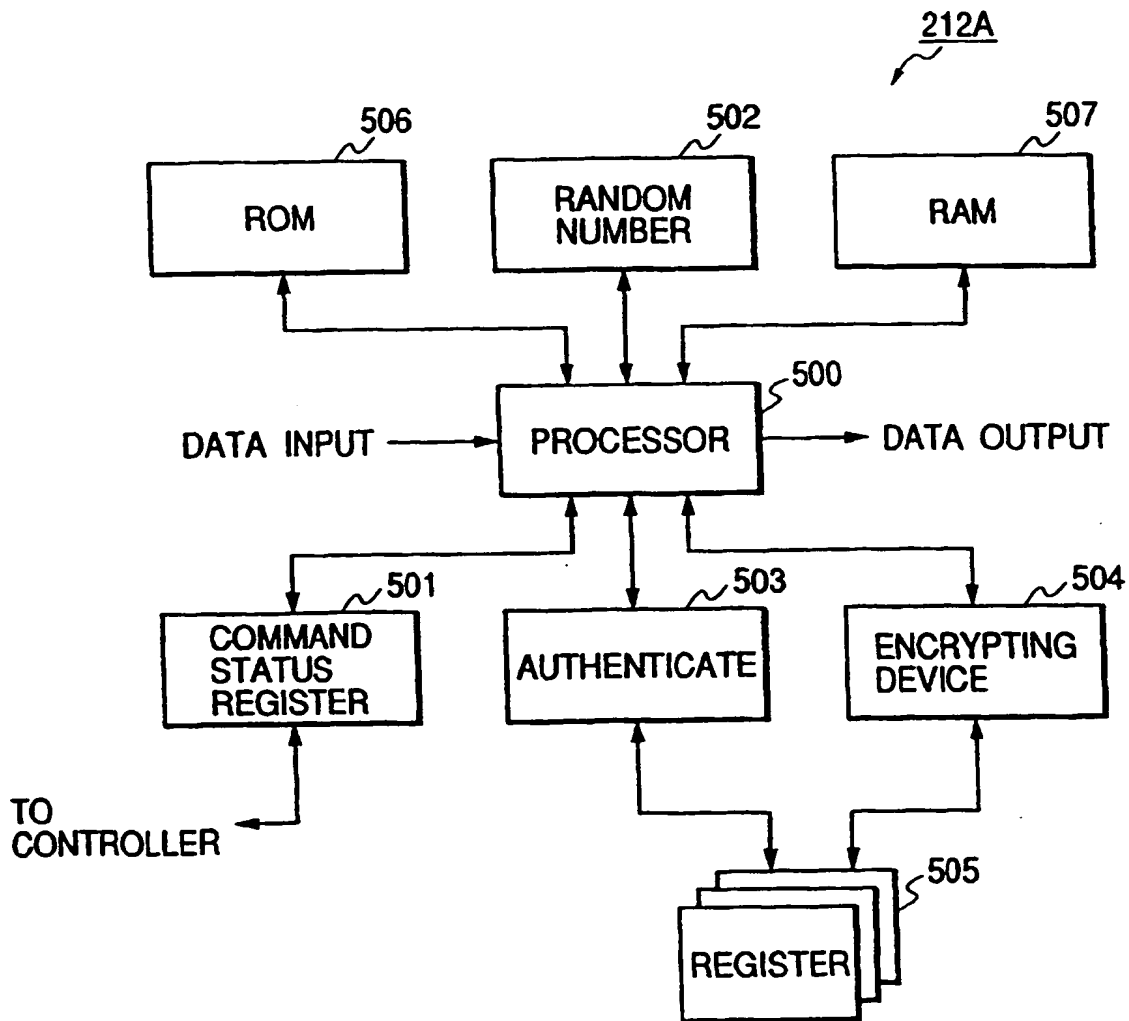 212A
506
502
507
ROM
RANDOM
NUMBER
RAM
500
DATA INPUT
PROCESSOR
DATA OUTPUT
501
503
504
COMMAND
STATUS
REGISTER
AUTHENTICATE
ENCRYPTING
DEVICE
TO
CONTROLLER
505
REGISTER